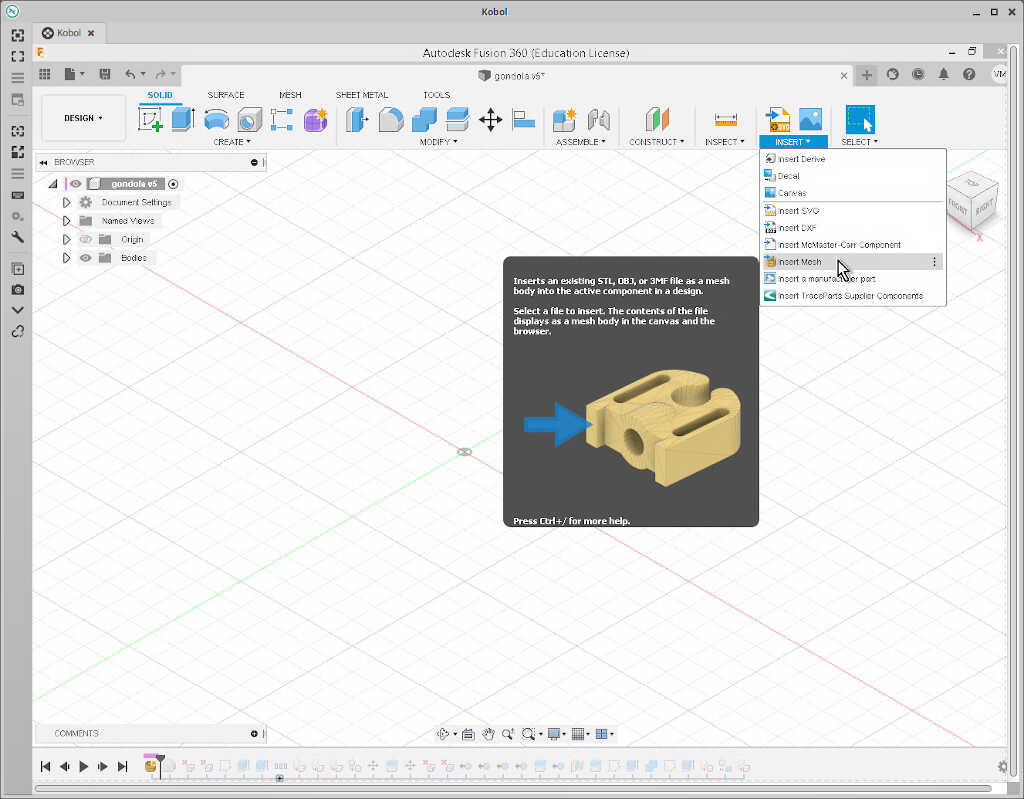 Kobol
Kobol
Autodesk Fusion 360 (Education License)
gondola v6*
VM
SOLID
SURFACE
MESH
SHEET METAL
TOOLS
DESIGN
CREATE
MODIFY
ASSEMBLE
CONSTRUCT
INSPECT
INSERT
SELECT
BROWSER
gondola v6
Document Settings
Named Views
Origin
Bodies
Insert Derive
Decal
Canvas
Insert SVG
Insert DXF
Insert McMaster-Carr Component
Insert Mesh
Insert a manufacturer part
Insert TraceParts Supplier Components
TOP
FRONT
RIGHT
X
Inserts an existing STL, OBJ, or 3MF file as a mesh
body into the active component in a design.
Select a file to insert. The contents of the file
displays as a mesh body in the canvas and the
browser.
Press Ctrl+/ for more help.
COMMENTS